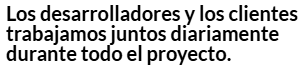 Los desarrolladores y los clientes
trabajamos juntos diariamente
durante todo el proyecto.